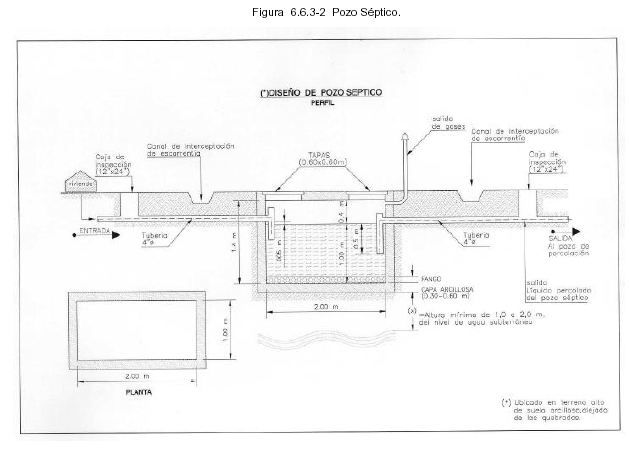 Figura 6.6.3-2 Pozo Séptico.
(*)DISEÑO DE POZO SEPTICO
PERFIL
salida
de gases
Canal de interceptación
de escorrentía
Caja de
inspección
(12"x24")
vivienda
Canal de interceptación
de escorrentía
TAPAS
(0.60x0.60m)
Caja de
inspección
(12"x24")
ENTRADA
Tubería
4"ø
1.4 m
.005 m
0.4 m
1.00 m
0.5 m
Tubería
4"ø
SALIDA
Al pozo de
percolación
FANGO
CAPA ARCILLOSA
(0.30-0.60 m)
salida
Líquido percolado
del pozo séptico
2.00 m
(x) =Altura mínima de 1,0 a 2,0 m.
del nivel de agua subterráneo
1.00 m
2.00 m
PLANTA
(*) Ubicado en terreno alto
de suelo arcilloso,alejado
de las quebradas.